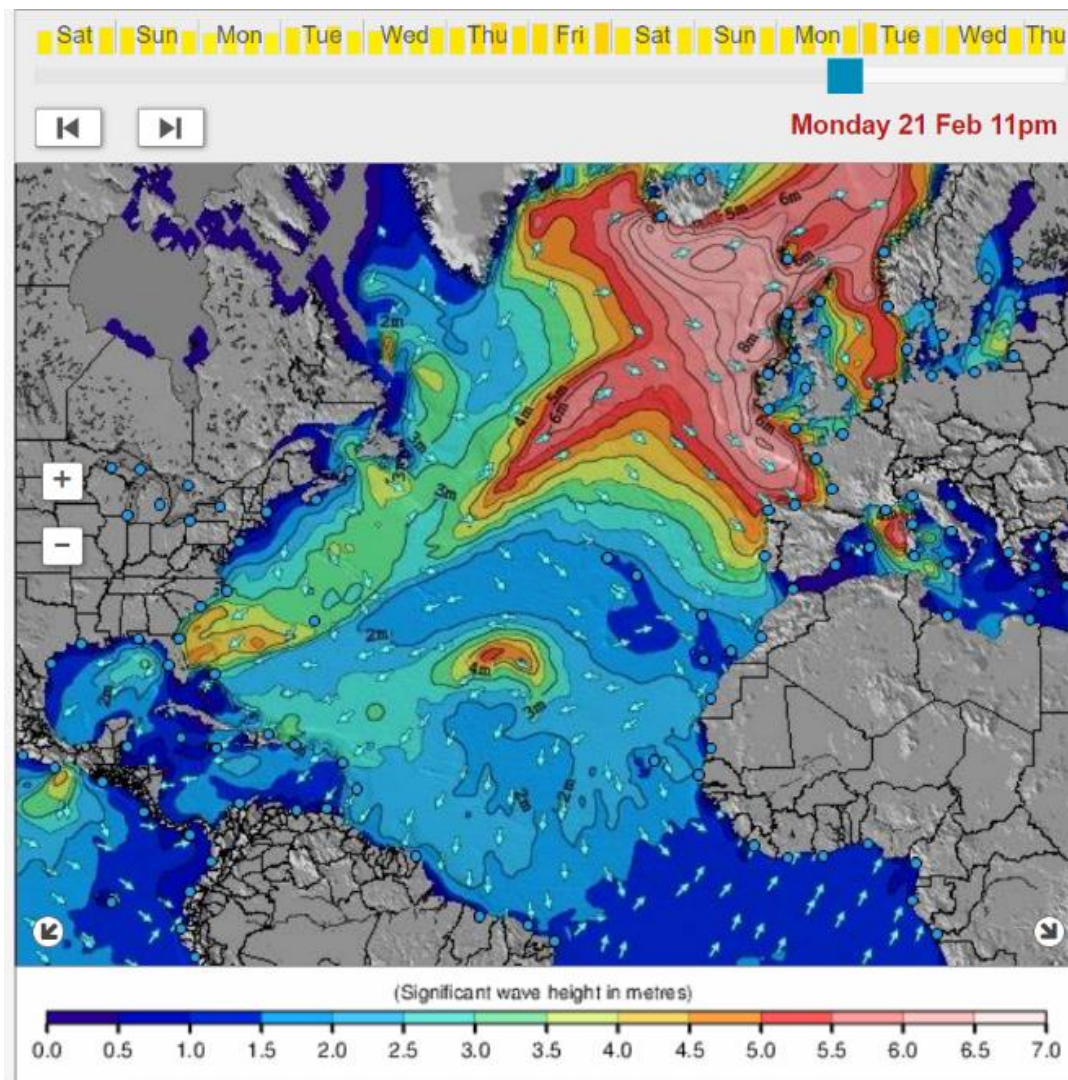 Sat Sun Mon Tue Wed Thu Fri Sat Sun Mon Tue Wed Thu
Monday 21 Feb 11pm
5m
6m
2m
8m
4m
5m
6m
6m
3m
3m
3m
+
−
2m
4m
2m
3m
2m
2m
(Significant wave height in metres)
0.0 0.5 1.0 1.5 2.0 2.5 3.0 3.5 4.0 4.5 5.0 5.5 6.0 6.5 7.0